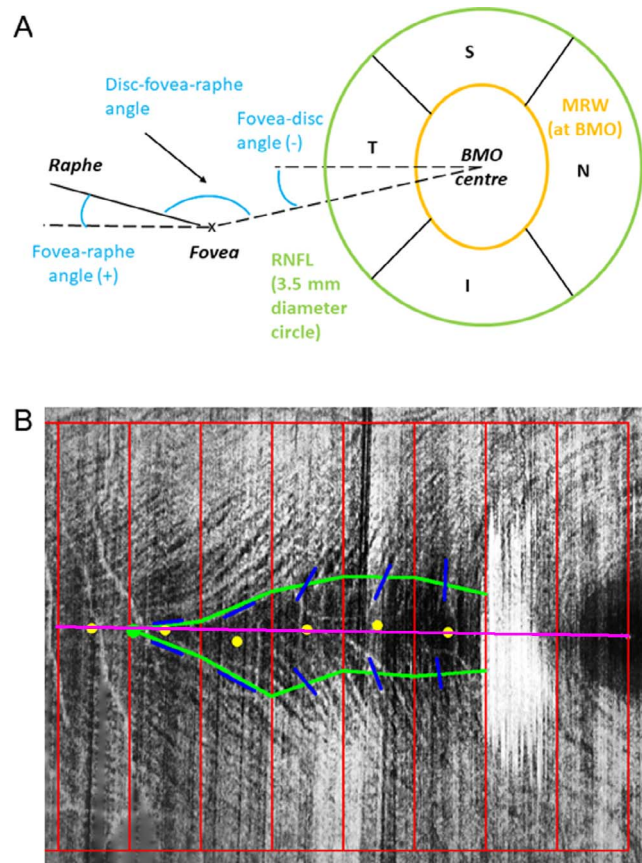 A
Disc-fovea-raphe
angle
Fovea-disc
angle (-)
Raphe
Fovea-raphe
angle (+)
x
Fovea
RNFL
(3.5 mm
diameter
circle)
S
T
BMO
centre
MRW
(at BMO)
N
I
B